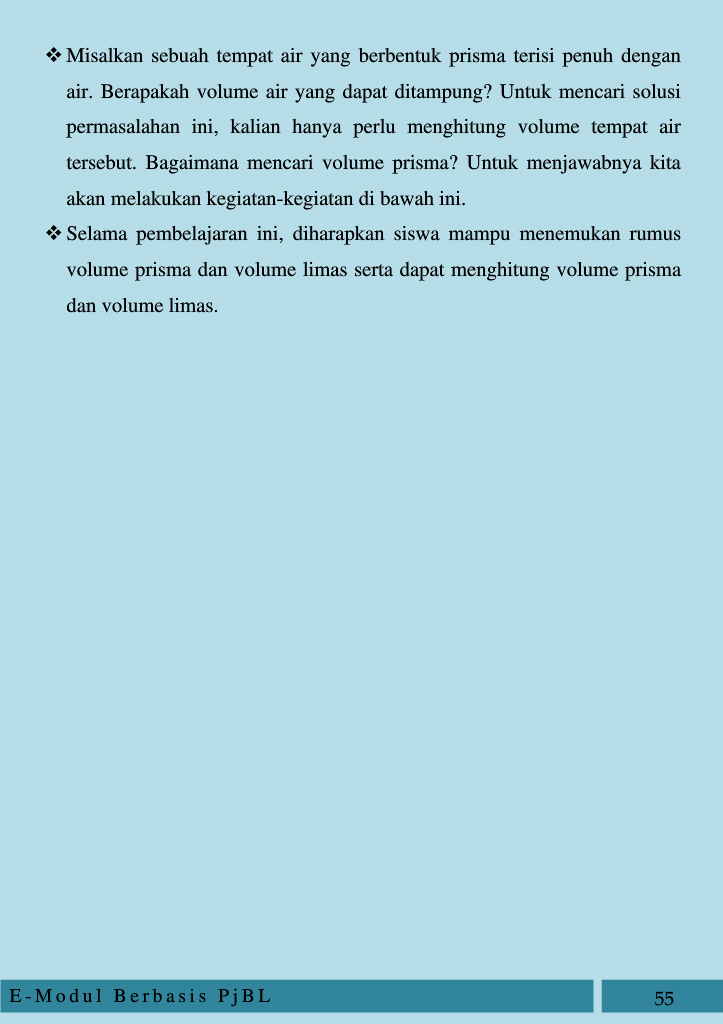 ❖ Misalkan sebuah tempat air yang berbentuk prisma terisi penuh dengan
air. Berapakah volume air yang dapat ditampung? Untuk mencari solusi
permasalahan ini, kalian hanya perlu menghitung volume tempat air
tersebut. Bagaimana mencari volume prisma? Untuk menjawabnya kita
akan melakukan kegiatan-kegiatan di bawah ini.
❖ Selama pembelajaran ini, diharapkan siswa mampu menemukan rumus
volume prisma dan volume limas serta dapat menghitung volume prisma
dan volume limas.
E-Modul Berbasis PjBL 55